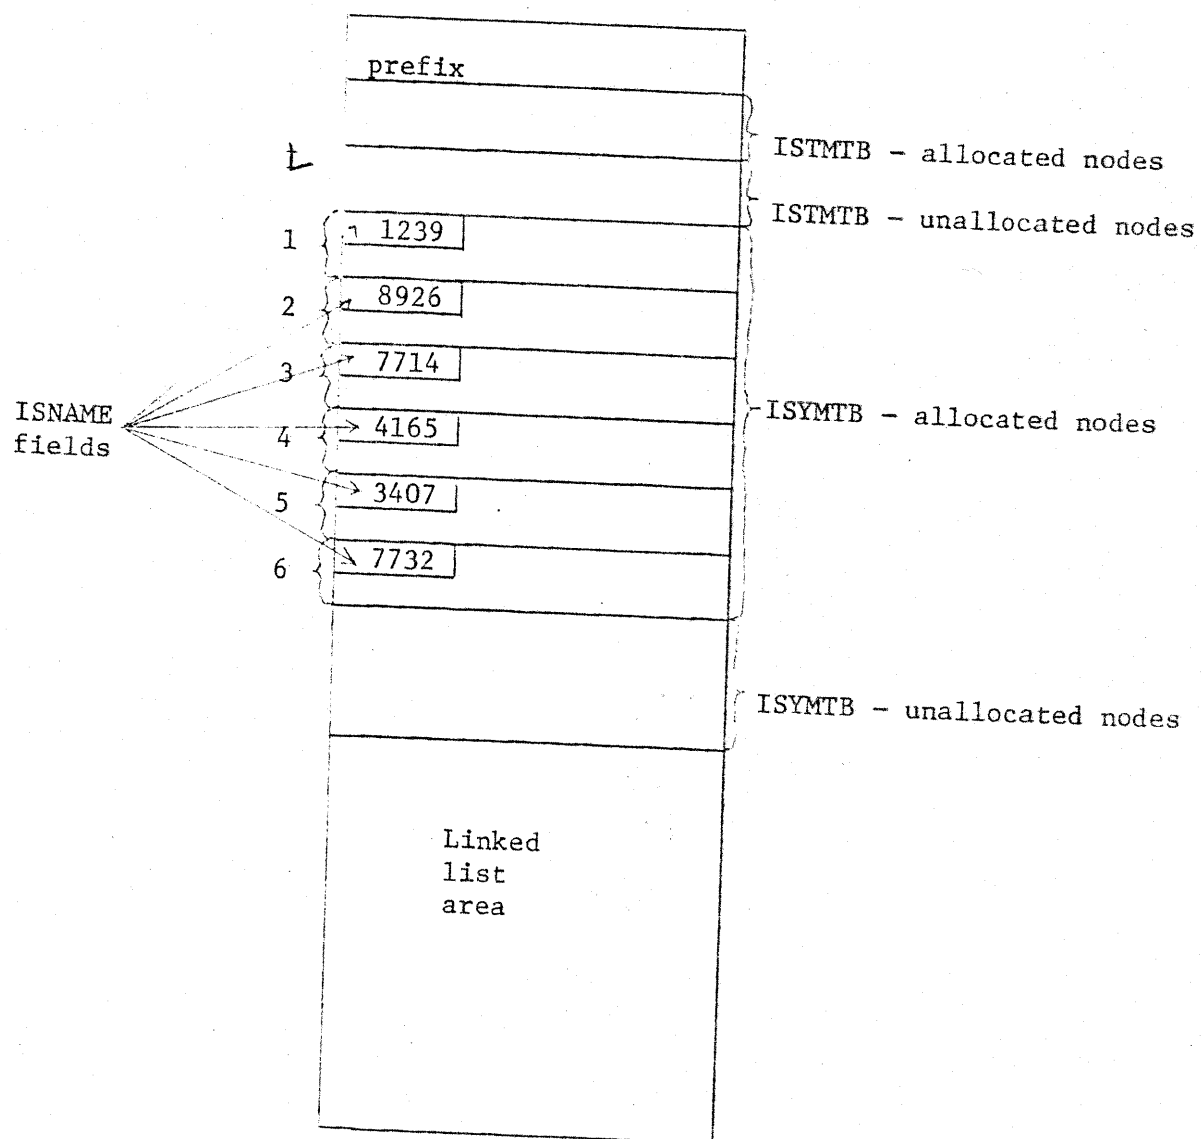 prefix
ISTMTB - allocated nodes
ISTMTB - unallocated nodes
1 1239
2 8926
3 7714
ISNAME
fields
4 4165
ISYMTB - allocated nodes
5 3407
6 7732
ISYMTB - unallocated nodes
Linked
list
area